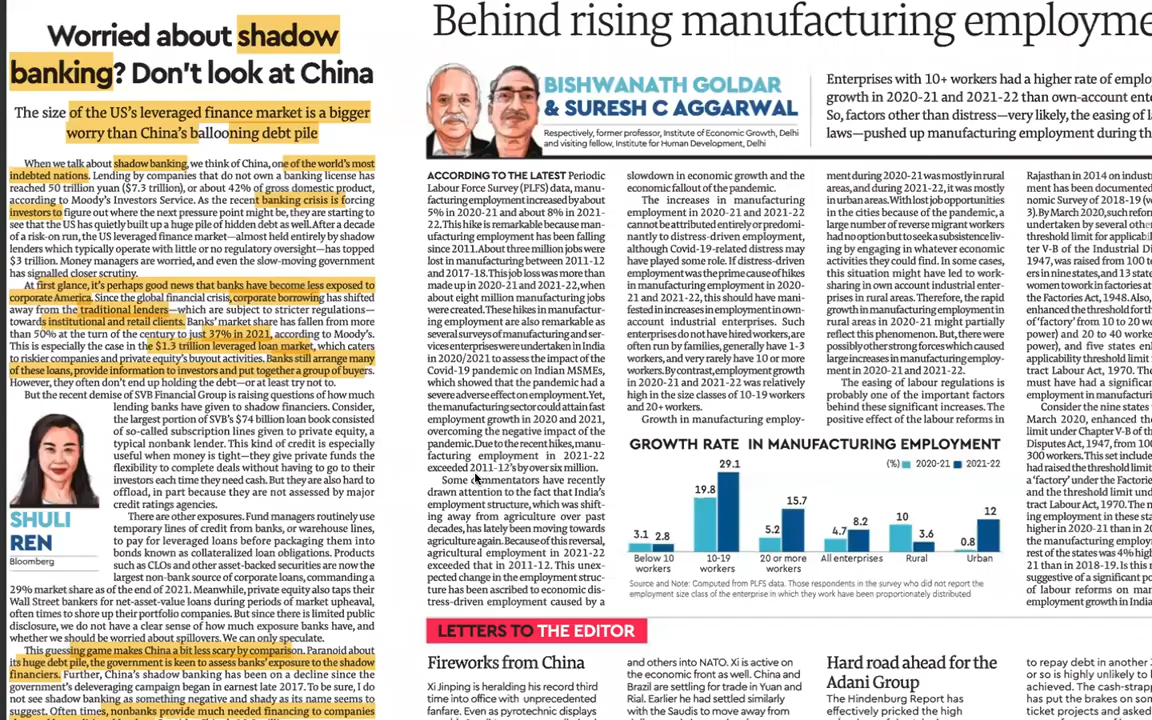 Worried about shadow
banking? Don't look at China
The size of the US's leveraged finance market is a bigger
worry than China's ballooning debt pile
When we talk about shadow banking, we think of China, one of the world's most
indebted nations. Lending by companies that do not own a banking license has
reached 50 trillion yuan ($7.3 trillion), or about 42% of gross domestic product,
according to Moody's Investors Service. As the recent banking crisis is forcing
investors to figure out where the next pressure point might be, they are starting to
see that the US has quietly built up a huge pile of hidden debt as well. After a decade
of a risk-on run, the US leveraged finance market—almost held entirely by shadow
lenders which typically operate with little or no regulatory oversight—has topped
$3 trillion. Money managers are worried, and even the slow-moving government
has signalled closer scrutiny.
At first glance, it's perhaps good news that banks have become less exposed to
corporate America. Since the global financial crisis, corporate borrowing has shifted
away from the traditional lenders—which are subject to stricter regulations—
towards institutional and retail clients. Banks' market share has fallen from more
than 50% at the turn of the century to just 37% in 2021, according to Moody's.
This is especially the case in the $1.3 trillion leveraged loan market, which caters
to riskier companies and private equity's buyout activities. Banks still arrange many
of these loans, provide information to investors and put together a group of buyers.
However, they often don't end up holding the debt—or at least try not to.
But the recent demise of SVB Financial Group is raising questions of how much
lending banks have given to shadow financiers. Consider,
the largest portion of SVB's $74 billion loan book consisted
of so-called subscription lines given to private equity, a
typical nonbank lender. This kind of credit is especially
useful when money is tight—they give private funds the
flexibility to complete deals without having to go to their
investors each time they need cash. But they are also hard to
offload, in part because they are not assessed by major
credit ratings agencies.
SHULI
REN
Bloomberg
There are other exposures. Fund managers routinely use
temporary lines of credit from banks, or warehouse lines,
to pay for leveraged loans before packaging them into
bonds known as collateralized loan obligations. Products
such as CLOs and other asset-backed securities are now the
largest non-bank source of corporate loans, commanding a
29% market share as of the end of 2021. Meanwhile, private equity also taps their
Wall Street bankers for net-asset-value loans during periods of market upheaval,
often times to shore up their portfolio companies. But since there is limited public
disclosure, we do not have a clear sense of how much exposure banks have, and
whether we should be worried about spillovers. We can only speculate.
This guessing game makes China a bit less scary by comparison. Paranoid about
its huge debt pile, the government is keen to assess banks' exposure to the shadow
financiers. Further, China's shadow banking has been on a decline since the
government's deleveraging campaign began in earnest late 2017. To be sure, I do
not see shadow banking as something negative and shady as its name seems to
suggest. Often times, nonbanks provide much needed financing to companies
Behind rising manufacturing employme
BISHWANATH GOLDAR
& SURESH C AGGARWAL
Respectively, former professor, Institute of Economic Growth, Delhi
and visiting fellow, Institute for Human Development, Delhi
Enterprises with 10+ workers had a higher rate of emplo
growth in 2020-21 and 2021-22 than own-account ente
So, factors other than distress—very likely, the easing of la
laws—pushed up manufacturing employment during th
ACCORDING TO THE LATEST Periodic
Labour Force Survey (PLFS) data, manu-
facturing employment increased by about
5% in 2020-21 and about 8% in 2021-
22. This hike is remarkable because man-
ufacturing employment has been falling
since 2011. About three million jobs were
lost in manufacturing between 2011-12
and 2017-18. This job loss was more than
made up in 2020-21 and 2021-22, when
about eight million manufacturing jobs
were created. These hikes in manufactur-
ing employment are also remarkable as
several surveys of manufacturing and ser-
vices enterprises were undertaken in India
in 2020/2021 to assess the impact of the
Covid-19 pandemic on Indian MSMEs,
which showed that the pandemic had a
severe adverse effect on employment. Yet,
the manufacturing sector could attain fast
employment growth in 2020 and 2021,
overcoming the negative impact of the
pandemic. Due to the recent hikes, manu-
facturing employment in 2021-22
exceeded 2011-12's by over six million.
Some commentators have recently
drawn attention to the fact that India's
employment structure, which was shift-
ing away from agriculture over past
decades, has lately been moving towards
agriculture again. Because of this reversal,
agricultural employment in 2021-22
exceeded that in 2011-12. This unex-
pected change in the employment struc-
ture has been ascribed to economic dis-
tress-driven employment caused by a
slowdown in economic growth and the
economic fallout of the pandemic.
The increases in manufacturing
employment in 2020-21 and 2021-22
cannot be attributed entirely or predomi-
nantly to distress-driven employment,
although Covid-19-related distress may
have played some role. If distress-driven
employment was the prime cause of hikes
in manufacturing employment in 2020-
21 and 2021-22, this should have mani-
fested in increases in employment in own-
account industrial enterprises. Such
enterprises do not have hired workers, are
often run by families, generally have 1-3
workers, and very rarely have 10 or more
workers. By contrast, employment growth
in 2020-21 and 2021-22 was relatively
high in the size classes of 10-19 workers
and 20+ workers.
Growth in manufacturing employ-
ment during 2020-21 was mostly in rural
areas, and during 2021-22, it was mostly
in urban areas. With lost job opportunities
in the cities because of the pandemic, a
large number of reverse migrant workers
had no option but to seek a subsistence liv-
ing by engaging in whatever economic
activities they could find. In some cases,
this situation might have led to work-
sharing in own account industrial enter-
prises in rural areas. Therefore, the rapid
growth in manufacturing employment in
rural areas in 2020-21 might partially
reflect this phenomenon. But, there were
possibly other strong forces which caused
large increases in manufacturing employ-
ment in 2021-22.
The easing of labour regulations is
probably one of the important factors
behind these significant increases. The
positive effect of the labour reforms in
Rajasthan in 2014 on indust
ment has been documented
nomic Survey of 2018-19 (v
3). By March 2020, such reforn
undertaken by several othe
threshold limit for applicabi
ter V-B of the Industrial Di
1947, was raised from 100 t
ers in nine states, and 13 stat
women to work in factories at
the Factories Act, 1948. Also,
of 'factory' from 10 to 20 wo
power) and 20 to 40 worke
power), and five states enh
applicability threshold limit
tract Labour Act, 1970. The
must have had a significan
ment in manufacturing
Consider the nine states
March 2020, enhanced the
limit under Chapter V-B of th
Disputes Act, 1947, from 100
300 workers. This set include
had raised the threshold limit
a 'factory' under the Factories
and the threshold limit und
Labour Act, 1970. The n
ing employment in these sta
higher in 2020-21 than in 20
rest of the states was 4% high
21 than in 2018-19. Is this n
suggestive of a significant po
of labour reforms on man
employment growth in India
GROWTH RATE IN MANUFACTURING EMPLOYMENT
(%) 2020-21 2021-22
3.1 2.8 19.8 29.1 5.2 15.7 4.7 8.2 10 3.6 0.8 12
Below 10 workers
10-19 workers
20 or more workers
All enterprises
Rural
Urban
Source and Note: Computed from PLFS data. Those respondents in the survey who did not report the
employment size class of the enterprise in which they work have been proportionately distributed
LETTERS TO THE EDITOR
Fireworks from China
Xi Jinping is heralding his record third
time into office with unprecedented
fanfare. Even as pyrotechnic displays
and others into NATO. Xi is active on
the economic front as well. China and
Brazil are settling for trade in Yuan and
Rial. Earlier he had settled similarly
with the Saudis to move away from
Hard road ahead for the
Adani Group
The Hindenburg Report has
effectively pricked the high
to repay debt in another
or so is highly unlikely to b
achieved. The cash-strapp
has put the brakes on som
ticket projects and asked